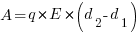 A = q × E × (d₂ - d₁)